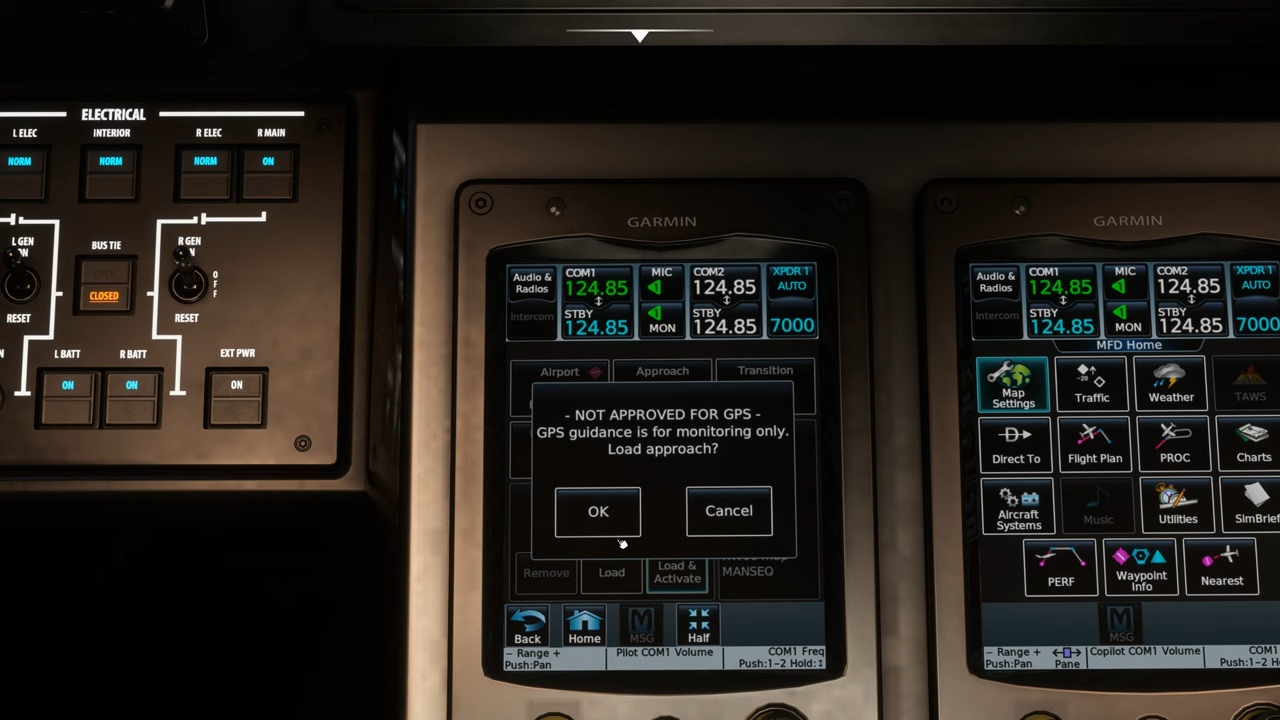 ELECTRICAL
L ELEC
INTERIOR
R ELEC
R MAIN
NORM
NORM
NORM
ON
L GEN
BUS TIE
R GEN
OPEN
CLOSED
O
F
F
RESET
RESET
L BATT
R BATT
EXT PWR
ON
ON
ON
GARMIN
Audio &
Radios
Intercom
COM1
124.85
STBY
124.85
MIC
MON
COM2
124.85
STBY
124.85
XPDR 1
AUTO
7000
Airport
Approach
Transition
- NOT APPROVED FOR GPS -
GPS guidance is for monitoring only.
Load approach?
OK
Cancel
Remove
Load
Load &
Activate
MANSEQ
Back
Home
MSG
Half
− Range +
Push:Pan
Pilot COM1 Volume
COM1 Freq
Push:1–2 Hold:↕
GARMIN
Audio &
Radios
Intercom
COM1
124.85
STBY
124.85
MIC
MON
COM2
124.85
STBY
124.85
XPDR 1
AUTO
7000
MFD Home
Map
Settings
Traffic
Weather
TAWS
Direct To
Flight Plan
PROC
Charts
Aircraft
Systems
Music
Utilities
SimBrief
PERF
Waypoint
Info
Nearest
MSG
− Range +
Push:Pan
Pane
Copilot COM1 Volume
COM1
Push:1–2